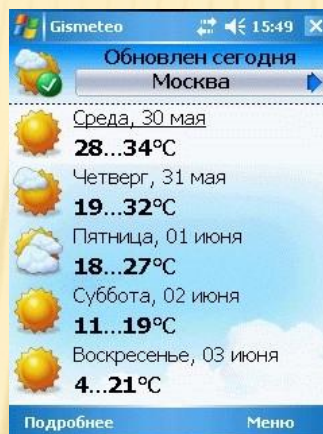 Gismeteo 15:49
Обновлен сегодня
Москва
Среда, 30 мая
28...34°C
Четверг, 31 мая
19...32°C
Пятница, 01 июня
18...27°C
Суббота, 02 июня
11...19°C
Воскресенье, 03 июня
4...21°C
Подробнее Меню